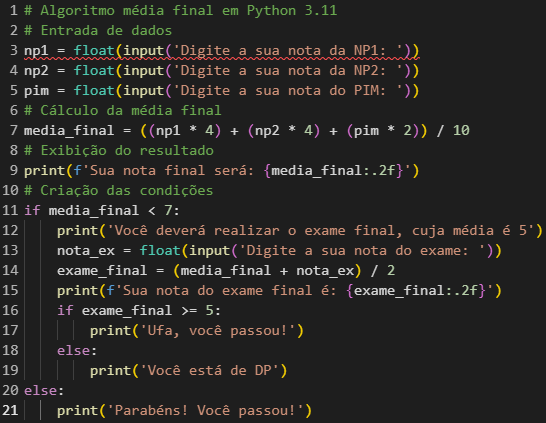 1 # Algoritmo média final em Python 3.11
2 # Entrada de dados
3 np1 = float(input('Digite a sua nota da NP1: '))
4 np2 = float(input('Digite a sua nota da NP2: '))
5 pim = float(input('Digite a sua nota do PIM: '))
6 # Cálculo da média final
7 media_final = ((np1 * 4) + (np2 * 4) + (pim * 2)) / 10
8 # Exibição do resultado
9 print(f'Sua nota final será: {media_final:.2f}')
10 # Criação das condições
11 if media_final < 7:
12     print('Você deverá realizar o exame final, cuja média é 5')
13     nota_ex = float(input('Digite a sua nota do exame: '))
14     exame_final = (media_final + nota_ex) / 2
15     print(f'Sua nota do exame final é: {exame_final:.2f}')
16     if exame_final >= 5:
17         print('Ufa, você passou!')
18     else:
19         print('Você está de DP')
20 else:
21     print('Parabéns! Você passou!')